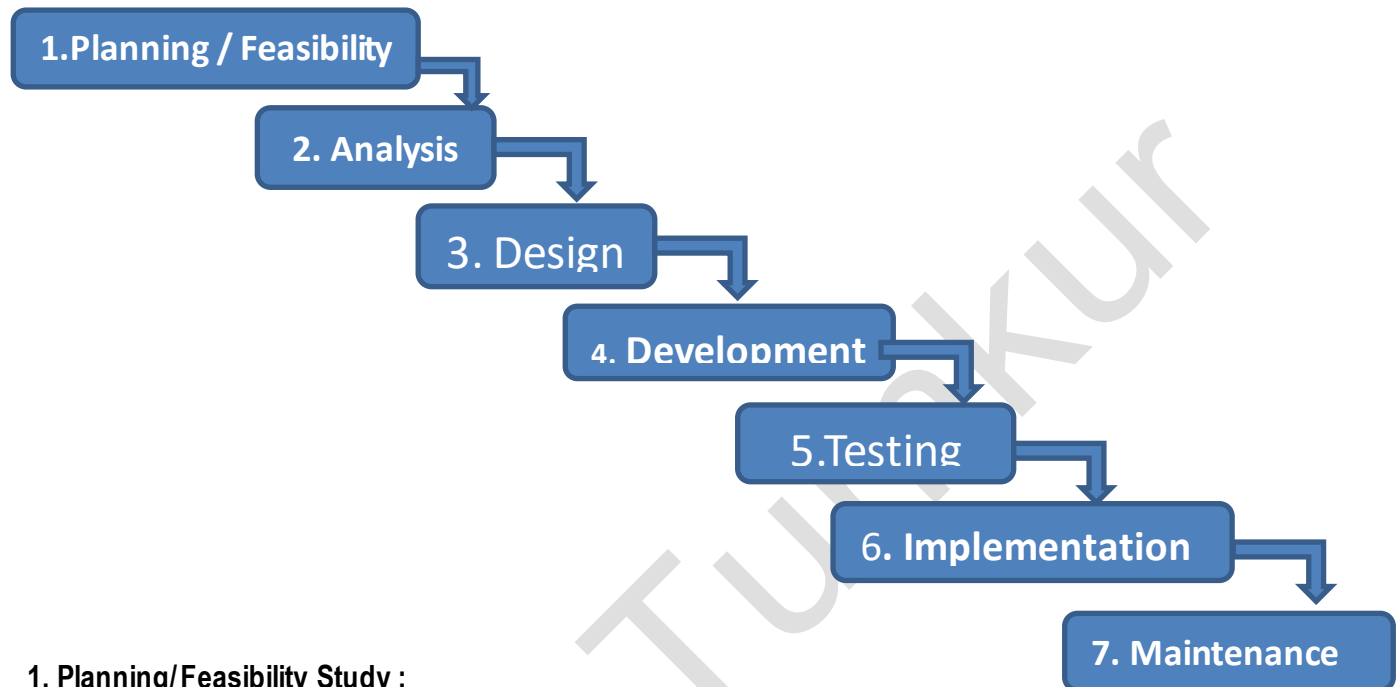 1.Planning / Feasibility
2. Analysis
3. Design
4. Development
5.Testing
6. Implementation
7. Maintenance
1. Planning/Feasibility Study :
Tumkur